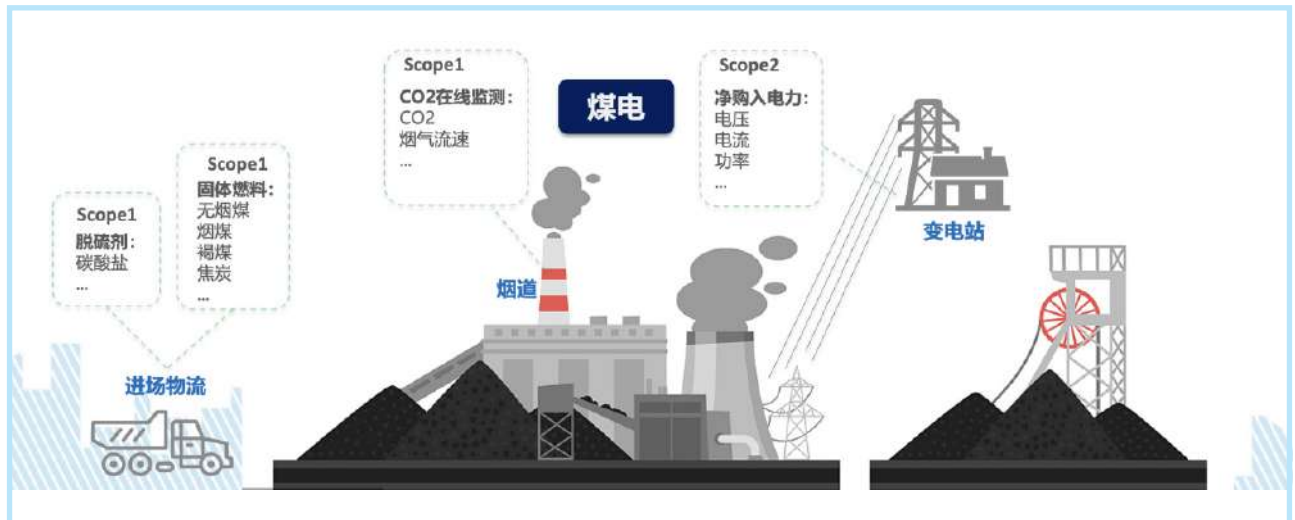 煤电
Scope1
CO2在线监测：
CO2
烟气流速
...
Scope2
净购入电力：
电压
电流
功率
...
Scope1
固体燃料：
无烟煤
烟煤
褐煤
焦炭
...
Scope1
脱硫剂：
碳酸盐
...
变电站
烟道
进场物流